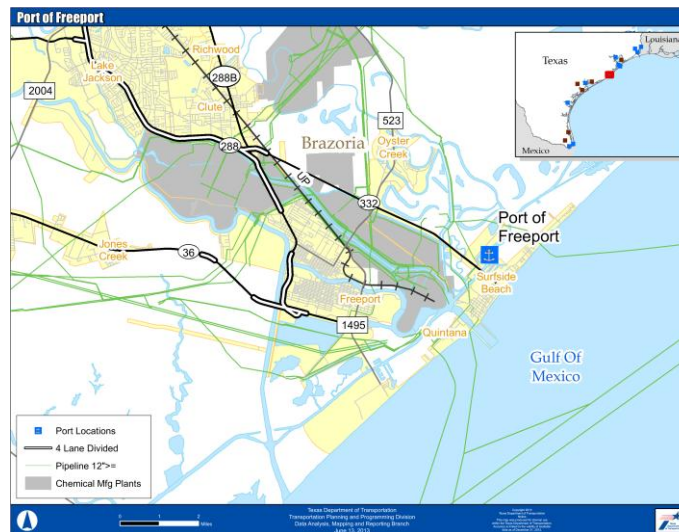 Port of Freeport
Richwood
Lake
Jackson
288B
2004
Clute
523
Brazoria
Oyster
Creek
288
UP
332
Port of
Freeport
Jones
Creek
36
Surfside
Beach
Freeport
1495
Quintana
Gulf Of
Mexico
Texas
Louisiana
Mexico
Port Locations
4 Lane Divided
Pipeline 12">=
Chemical Mfg Plants
0 1 2
Miles
Texas Department of Transportation
Transportation Planning and Programming Division
Data Analysis, Mapping and Reporting Branch
June 13, 2013